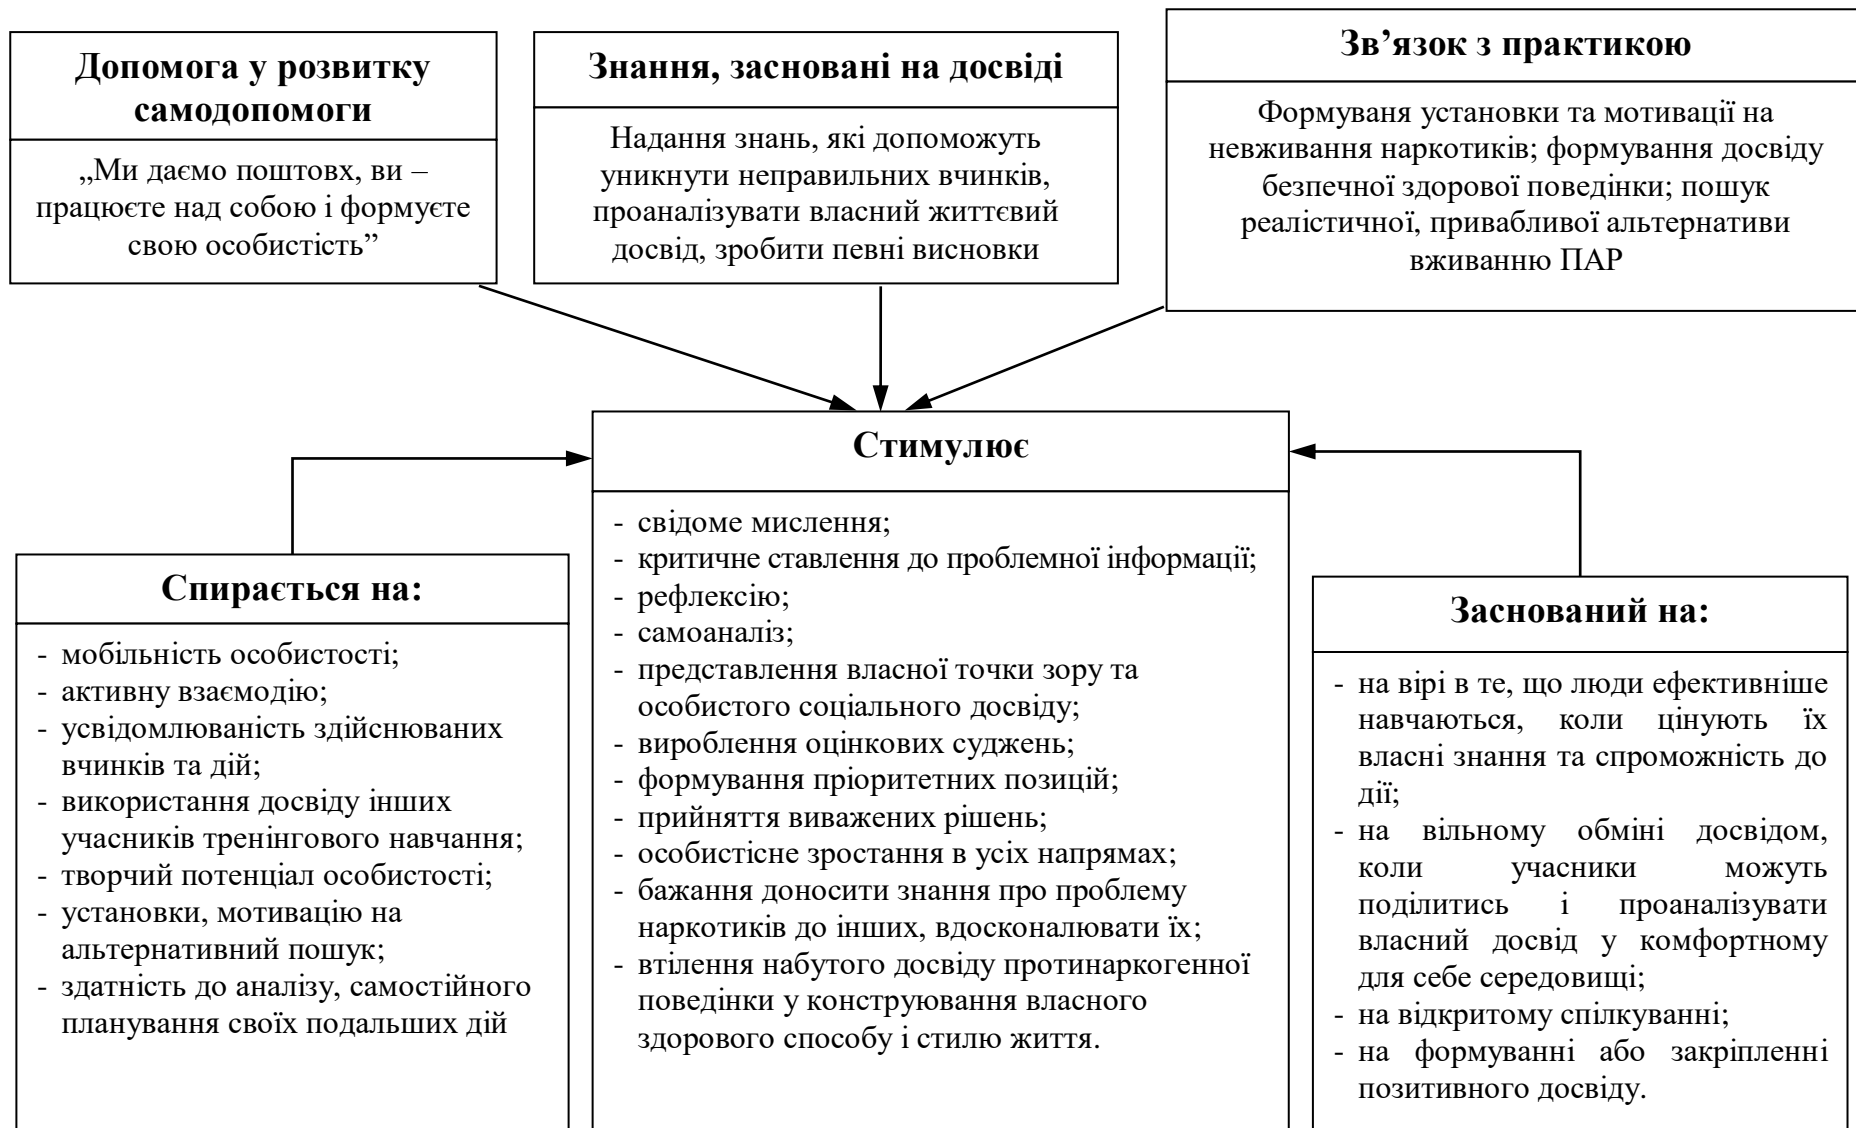 Допомога у розвитку
самодопомоги
„Ми даємо поштовх, ви –
працюєте над собою і формуєте
свою особистість”
Знання, засновані на досвіді
Надання знань, які допоможуть
уникнути неправильних вчинків,
проаналізувати власний життєвий
досвід, зробити певні висновки
Зв’язок з практикою
Формуваня установки та мотивації на
невживання наркотиків; формування досвіду
безпечної здорової поведінки; пошук
реалістичної, привабливої альтернативи
вживанню ПАР
Спирається на:
- мобільність особистості;
- активну взаємодію;
- усвідомлюваність здійснюваних
вчинків та дій;
- використання досвіду інших
учасників тренінгового навчання;
- творчий потенціал особистості;
- установки, мотивацію на
альтернативний пошук;
- здатність до аналізу, самостійного
планування своїх подальших дій
Стимулює
- свідоме мислення;
- критичне ставлення до проблемної інформації;
- рефлексію;
- самоаналіз;
- представлення власної точки зору та
особистого соціального досвіду;
- вироблення оцінкових суджень;
- формування пріоритетних позицій;
- прийняття виважених рішень;
- особистісне зростання в усіх напрямах;
- бажання доносити знання про проблему
наркотиків до інших, вдосконалювати їх;
- втілення набутого досвіду протинаркогенної
поведінки у конструювання власного
здорового способу і стилю життя.
Заснований на:
- на вірі в те, що люди ефективніше
навчаються, коли цінують їх
власні знання та спроможність до
дії;
- на вільному обміні досвідом,
коли учасники можуть
поділитись і проаналізувати
власний досвід у комфортному
для себе середовищі;
- на відкритому спілкуванні;
- на формуванні або закріпленні
позитивного досвіду.